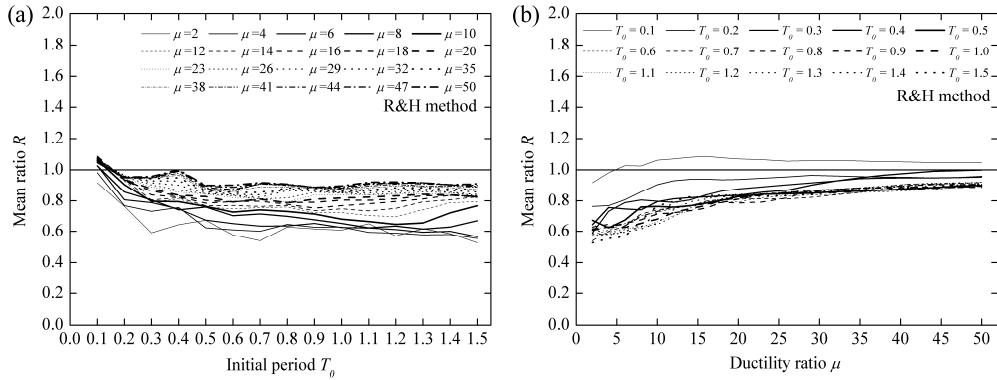 (a)
Mean ratio R
2.0
1.8
1.6
1.4
1.2
1.0
0.8
0.6
0.4
0.2
0.0
μ=2 μ=4 μ=6 μ=8 μ=10
μ=12 μ=14 μ=16 μ=18 μ=20
μ=23 μ=26 μ=29 μ=32 μ=35
μ=38 μ=41 μ=44 μ=47 μ=50
R&H method
0.0 0.1 0.2 0.3 0.4 0.5 0.6 0.7 0.8 0.9 1.0 1.1 1.2 1.3 1.4 1.5
Initial period T0
(b)
Mean ratio R
2.0
1.8
1.6
1.4
1.2
1.0
0.8
0.6
0.4
0.2
0.0
T0 = 0.1 T0 = 0.2 T0 = 0.3 T0 = 0.4 T0 = 0.5
T0 = 0.6 T0 = 0.7 T0 = 0.8 T0 = 0.9 T0 = 1.0
T0 = 1.1 T0 = 1.2 T0 = 1.3 T0 = 1.4 T0 = 1.5
R&H method
0 5 10 15 20 25 30 35 40 45 50
Ductility ratio μ